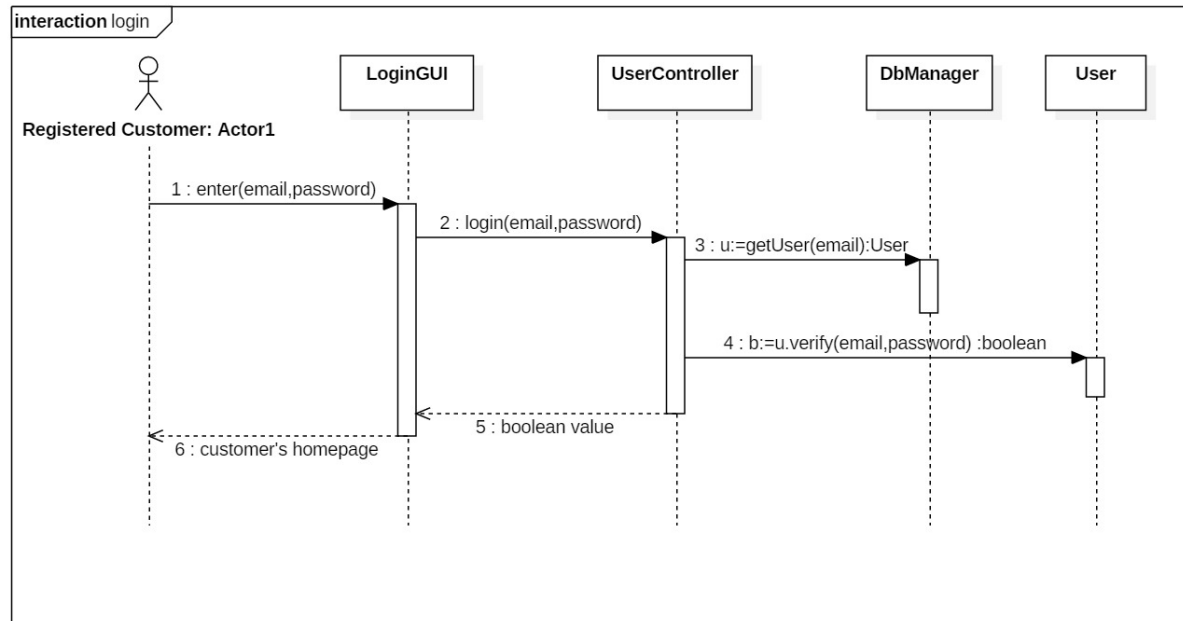 interaction login
LoginGUI
UserController
DbManager
User
Registered Customer: Actor1
1 : enter(email,password)
2 : login(email,password)
3 : u:=getUser(email):User
4 : b:=u.verify(email,password) :boolean
5 : boolean value
6 : customer's homepage